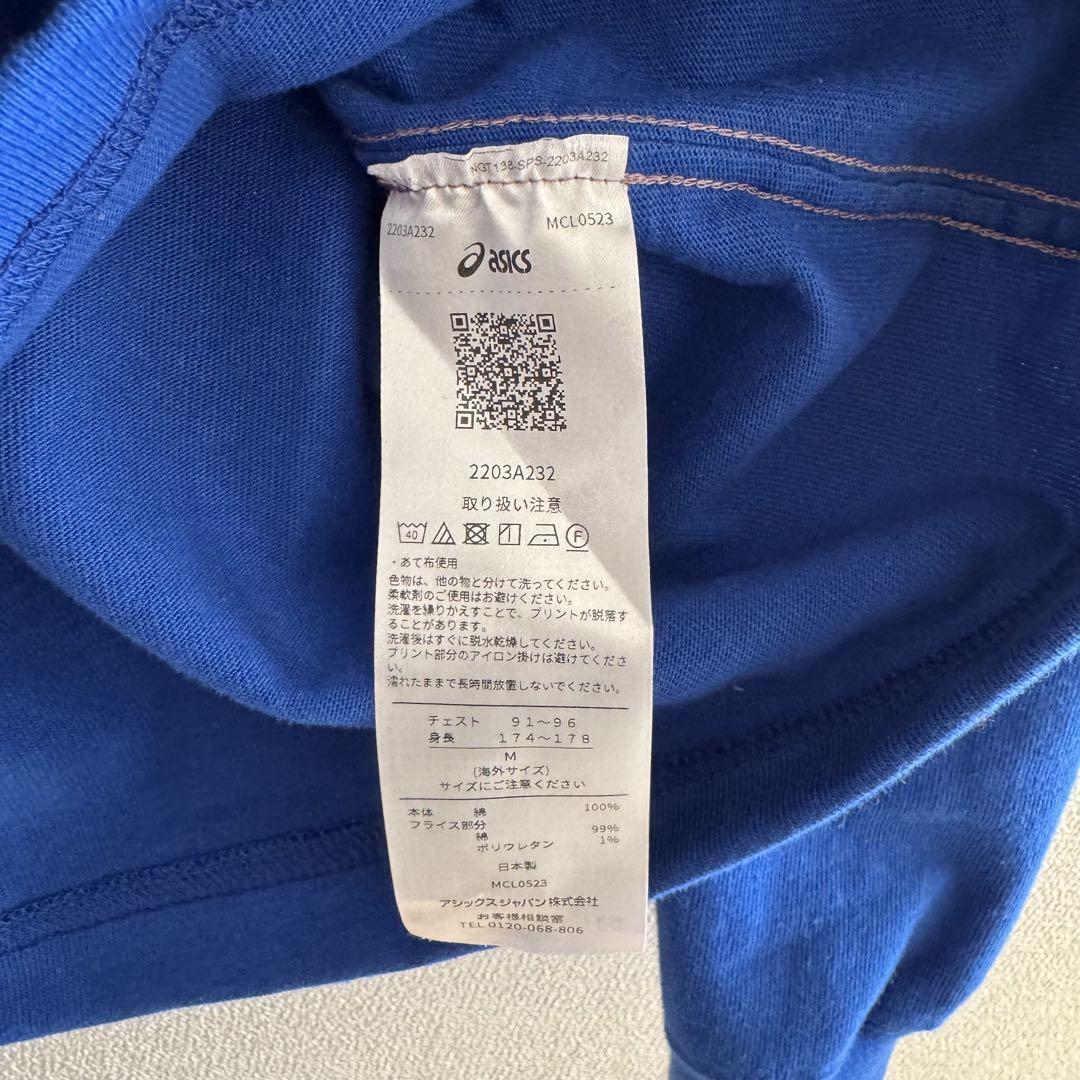 NGT138-SPS-2203A232
2203A232 MCL0523
asics
2203A232
取り扱い注意
40 F
・あて布使用
色物は、他の物と分けて洗ってください。
柔軟剤のご使用はお避けください。
洗濯を繰りかえすことで、プリントが脱落す
ることがあります。
洗濯後はすぐに脱水乾燥してください。
プリント部分のアイロン掛けは避けてくださ
い。
濡れたままで長時間放置しないでください。
チェスト 91～96
身長 174～178
M
(海外サイズ)
サイズにご注意ください
本体 綿 100%
フライス部分
綿 99%
ポリウレタン 1%
日本製
MCL0523
アシックスジャパン株式会社
お客様相談室
TEL 0120-068-806